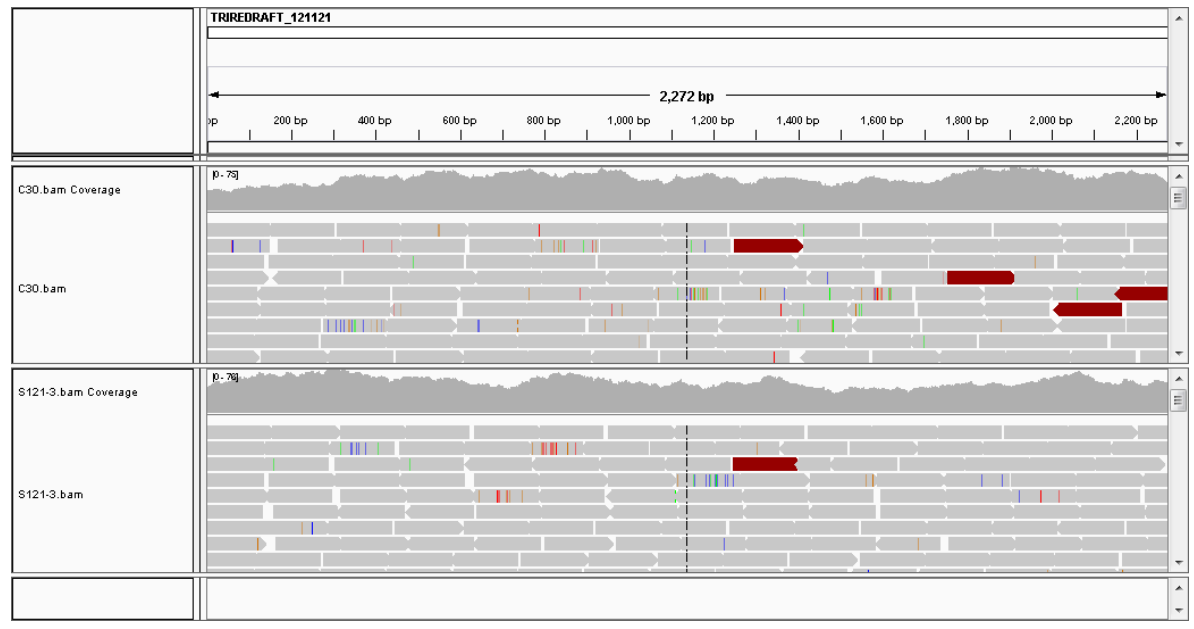 TRIREDRAFT_121121
2,272 bp
bp 200 bp 400 bp 600 bp 800 bp 1,000 bp 1,200 bp 1,400 bp 1,600 bp 1,800 bp 2,000 bp 2,200 bp
[0 - 75]
C30.bam Coverage
C30.bam
[0 - 76]
S121-3.bam Coverage
S121-3.bam